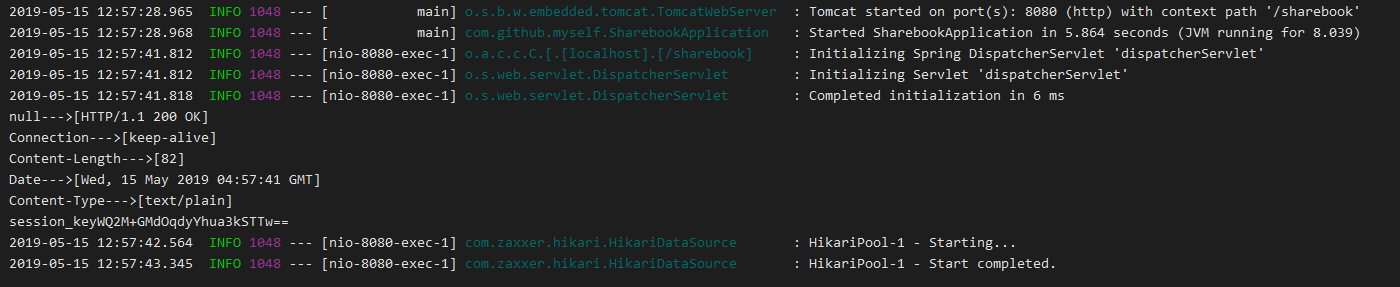 2019-05-15 12:57:28.965  INFO 1048 --- [           main] o.s.b.w.embedded.tomcat.TomcatWebServer  : Tomcat started on port(s): 8080 (http) with context path '/sharebook'
2019-05-15 12:57:28.968  INFO 1048 --- [           main] com.github.myself.SharebookApplication   : Started SharebookApplication in 5.864 seconds (JVM running for 8.039)
2019-05-15 12:57:41.812  INFO 1048 --- [nio-8080-exec-1] o.a.c.c.C.[.[localhost].[/sharebook]     : Initializing Spring DispatcherServlet 'dispatcherServlet'
2019-05-15 12:57:41.812  INFO 1048 --- [nio-8080-exec-1] o.s.web.servlet.DispatcherServlet        : Initializing Servlet 'dispatcherServlet'
2019-05-15 12:57:41.818  INFO 1048 --- [nio-8080-exec-1] o.s.web.servlet.DispatcherServlet        : Completed initialization in 6 ms
null--->[HTTP/1.1 200 OK]
Connection--->[keep-alive]
Content-Length--->[82]
Date--->[Wed, 15 May 2019 04:57:41 GMT]
Content-Type--->[text/plain]
session_keyWQ2M+GMdOqdyYhua3kSTTw==
2019-05-15 12:57:42.564  INFO 1048 --- [nio-8080-exec-1] com.zaxxer.hikari.HikariDataSource       : HikariPool-1 - Starting...
2019-05-15 12:57:43.345  INFO 1048 --- [nio-8080-exec-1] com.zaxxer.hikari.HikariDataSource       : HikariPool-1 - Start completed.